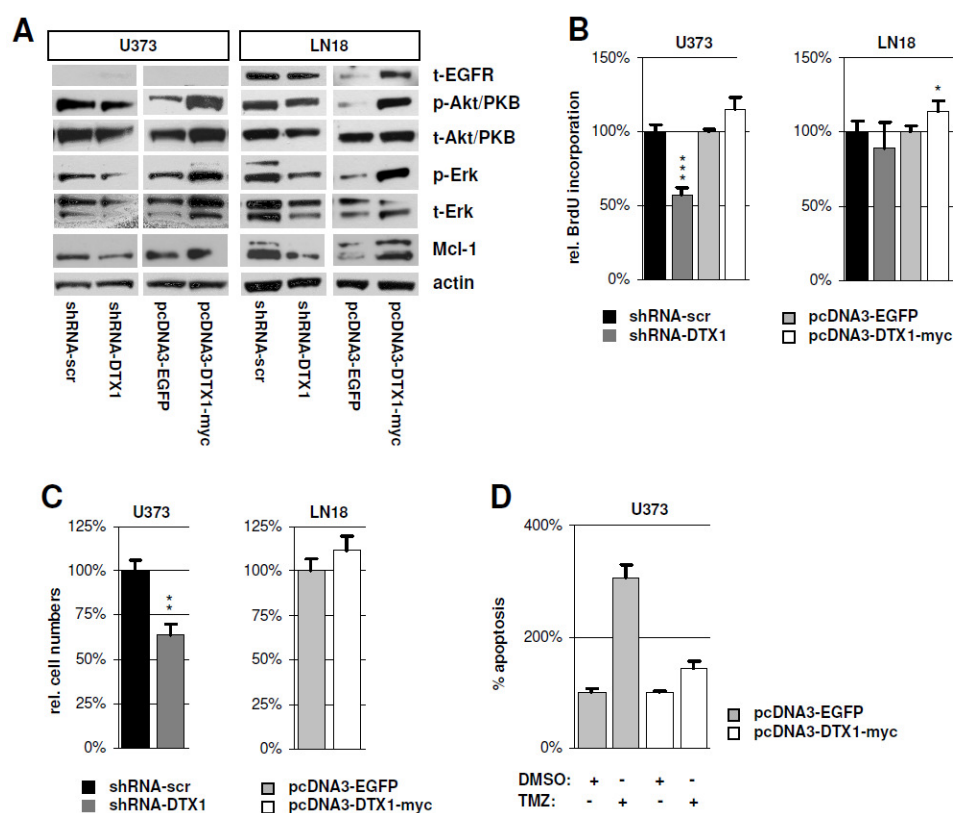 A
U373
LN18
t-EGFR
p-Akt/PKB
t-Akt/PKB
p-Erk
t-Erk
Mcl-1
actin
shRNA-scr
shRNA-DTX1
pcDNA3-EGFP
pcDNA3-DTX1-myc
shRNA-scr
shRNA-DTX1
pcDNA3-EGFP
pcDNA3-DTX1-myc
B
U373
LN18
rel. BrdU incorporation
150%
100%
50%
0%
***
150%
100%
50%
0%
*
shRNA-scr
shRNA-DTX1
pcDNA3-EGFP
pcDNA3-DTX1-myc
C
U373
LN18
rel. cell numbers
125%
100%
75%
50%
25%
0%
**
125%
100%
75%
50%
25%
0%
shRNA-scr
shRNA-DTX1
pcDNA3-EGFP
pcDNA3-DTX1-myc
D
U373
% apoptosis
400%
200%
0%
pcDNA3-EGFP
pcDNA3-DTX1-myc
DMSO: + - + -
TMZ: - + - +